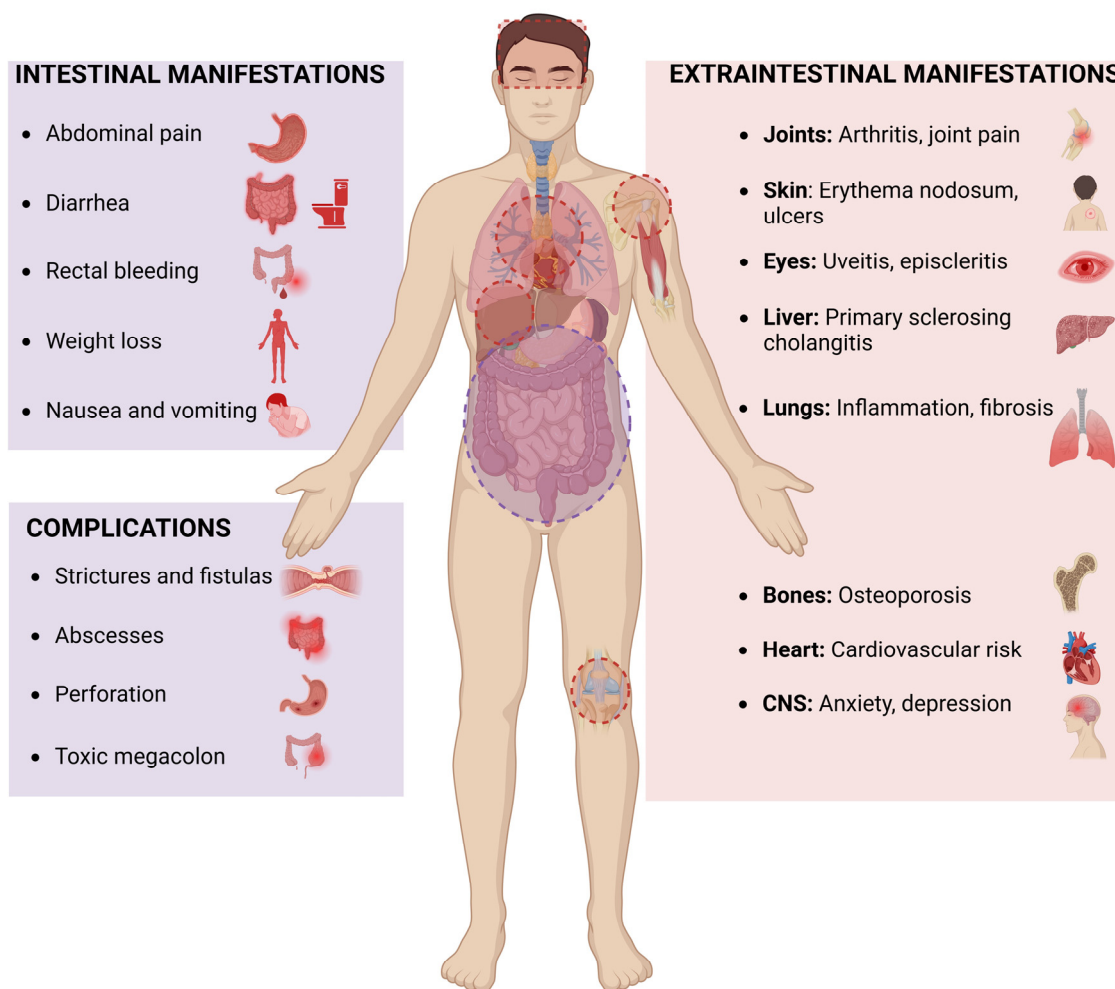 INTESTINAL MANIFESTATIONS
• Abdominal pain
• Diarrhea
• Rectal bleeding
• Weight loss
• Nausea and vomiting
COMPLICATIONS
• Strictures and fistulas
• Abscesses
• Perforation
• Toxic megacolon
EXTRAINTESTINAL MANIFESTATIONS
• Joints: Arthritis, joint pain
• Skin: Erythema nodosum,
ulcers
• Eyes: Uveitis, episcleritis
• Liver: Primary sclerosing
cholangitis
• Lungs: Inflammation, fibrosis
• Bones: Osteoporosis
• Heart: Cardiovascular risk
• CNS: Anxiety, depression